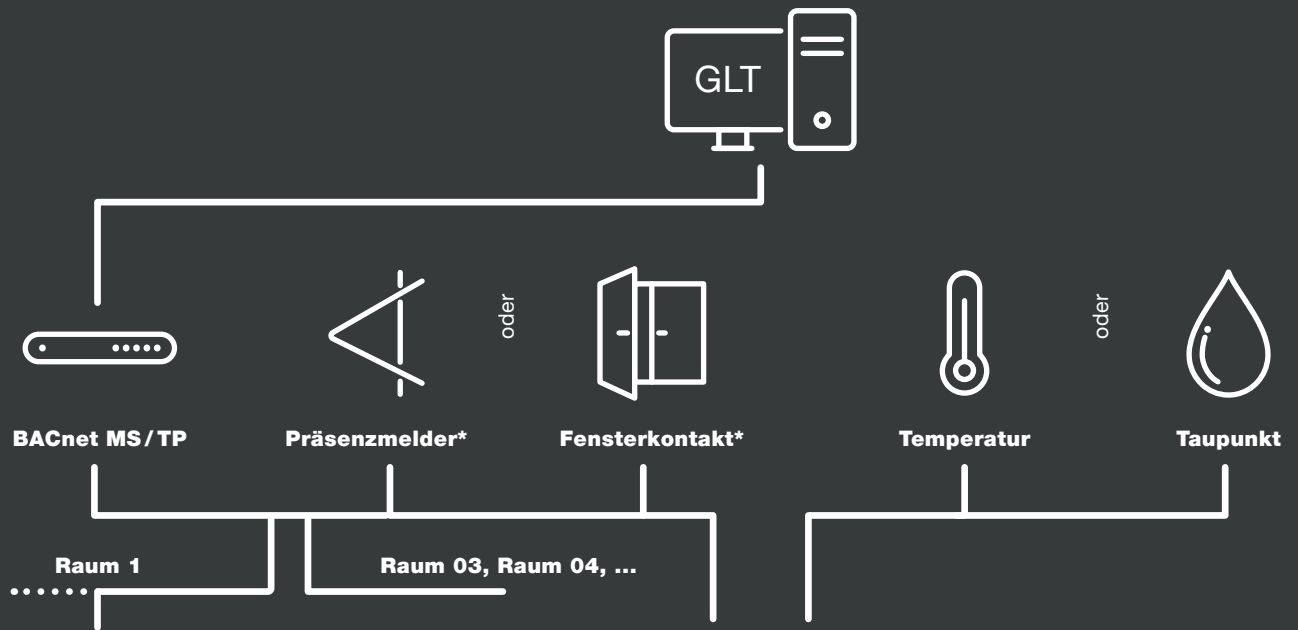 GLT
oder
oder
BACnet MS/TP
Präsenzmelder*
Fensterkontakt*
Temperatur
Taupunkt
Raum 1
Raum 03, Raum 04, ...